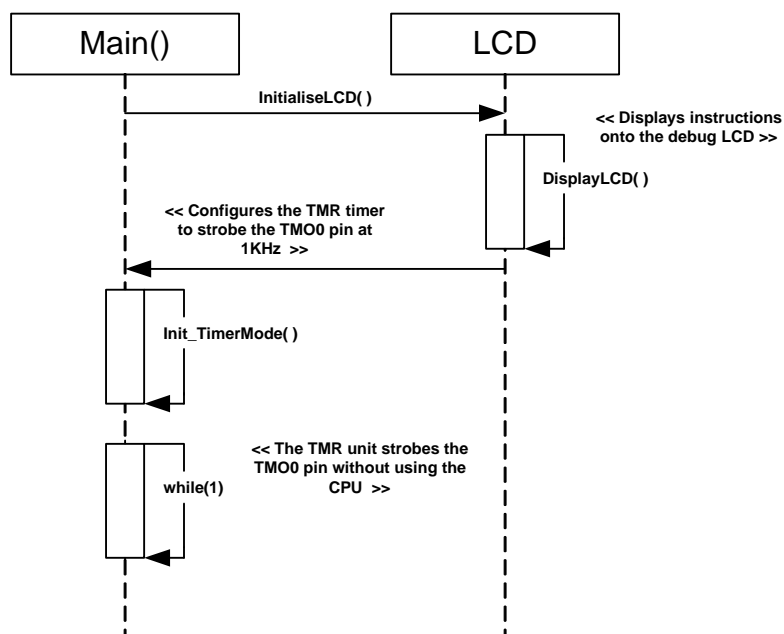 Main()
LCD
InitialiseLCD( )
<< Displays instructions
onto the debug LCD >>
DisplayLCD( )
<< Configures the TMR timer
to strobe the TMO0 pin at
1KHz >>
Init_TimerMode( )
<< The TMR unit strobes the
TMO0 pin without using the
CPU >>
while(1)